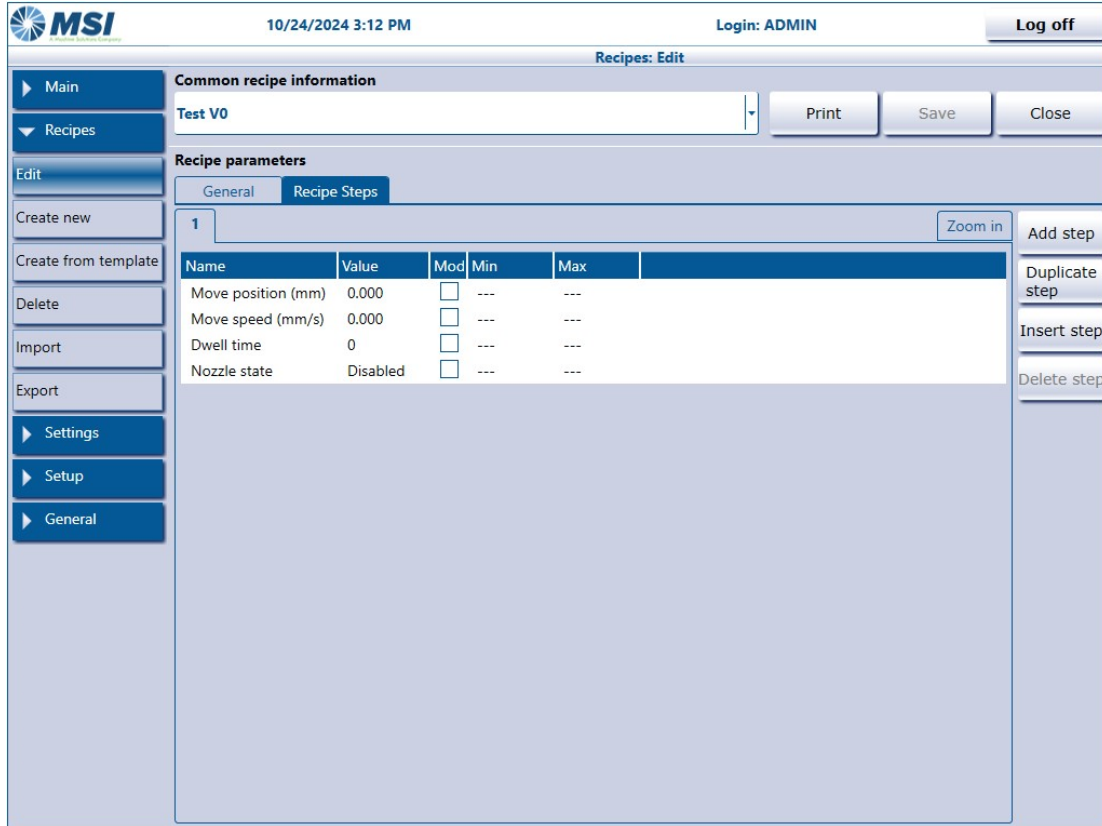 MSI
10/24/2024 3:12 PM
Login: ADMIN
Log off
Recipes: Edit
Main
Recipes
Edit
Create new
Create from template
Delete
Import
Export
Settings
Setup
General
Common recipe information
Test V0
Print
Save
Close
Recipe parameters
General
Recipe Steps
1
Zoom in
Name Value Mod Min Max
Move position (mm) 0.000 --- ---
Move speed (mm/s) 0.000 --- ---
Dwell time 0 --- ---
Nozzle state Disabled --- ---
Add step
Duplicate
step
Insert step
Delete step